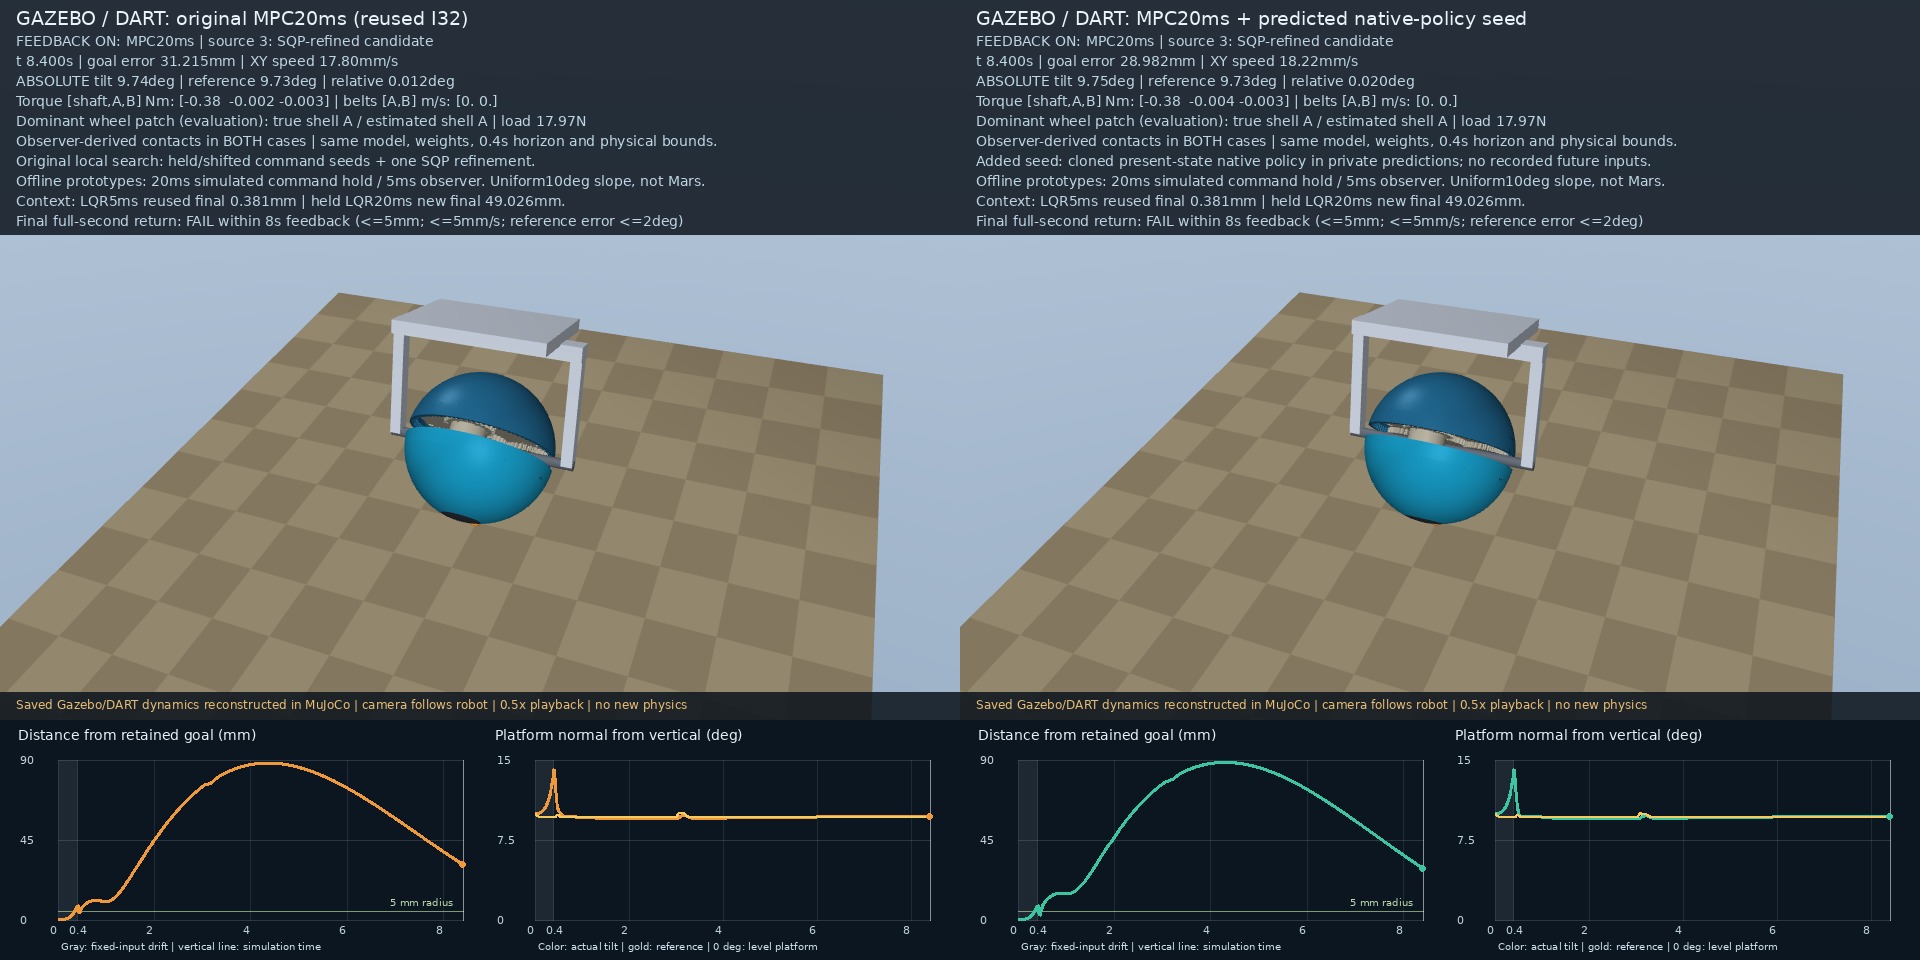 GAZEBO / DART: original MPC20ms (reused I32)
FEEDBACK ON: MPC20ms | source 3: SQP-refined candidate
t 8.400s | goal error 31.215mm | XY speed 17.80mm/s
ABSOLUTE tilt 9.74deg | reference 9.73deg | relative 0.012deg
Torque [shaft,A,B] Nm: [-0.38  -0.002 -0.003] | belts [A,B] m/s: [0. 0.]
Dominant wheel patch (evaluation): true shell A / estimated shell A | load 17.97N
Observer-derived contacts in BOTH cases | same model, weights, 0.4s horizon and physical bounds.
Original local search: held/shifted command seeds + one SQP refinement.
Offline prototypes: 20ms simulated command hold / 5ms observer. Uniform10deg slope, not Mars.
Context: LQR5ms reused final 0.381mm | held LQR20ms new final 49.026mm.
Final full-second return: FAIL within 8s feedback (<=5mm; <=5mm/s; reference error <=2deg)
Saved Gazebo/DART dynamics reconstructed in MuJoCo | camera follows robot | 0.5x playback | no new physics
Distance from retained goal (mm)
90
45
0
5 mm radius
0 0.4 2 4 6 8
Gray: fixed-input drift | vertical line: simulation time
Platform normal from vertical (deg)
15
7.5
0
0 0.4 2 4 6 8
Color: actual tilt | gold: reference | 0 deg: level platform
GAZEBO / DART: MPC20ms + predicted native-policy seed
FEEDBACK ON: MPC20ms | source 3: SQP-refined candidate
t 8.400s | goal error 28.982mm | XY speed 18.22mm/s
ABSOLUTE tilt 9.75deg | reference 9.73deg | relative 0.020deg
Torque [shaft,A,B] Nm: [-0.38  -0.004 -0.003] | belts [A,B] m/s: [0. 0.]
Dominant wheel patch (evaluation): true shell A / estimated shell A | load 17.97N
Observer-derived contacts in BOTH cases | same model, weights, 0.4s horizon and physical bounds.
Added seed: cloned present-state native policy in private predictions; no recorded future inputs.
Offline prototypes: 20ms simulated command hold / 5ms observer. Uniform10deg slope, not Mars.
Context: LQR5ms reused final 0.381mm | held LQR20ms new final 49.026mm.
Final full-second return: FAIL within 8s feedback (<=5mm; <=5mm/s; reference error <=2deg)
Saved Gazebo/DART dynamics reconstructed in MuJoCo | camera follows robot | 0.5x playback | no new physics
Distance from retained goal (mm)
90
45
0
5 mm radius
0 0.4 2 4 6 8
Gray: fixed-input drift | vertical line: simulation time
Platform normal from vertical (deg)
15
7.5
0
0 0.4 2 4 6 8
Color: actual tilt | gold: reference | 0 deg: level platform